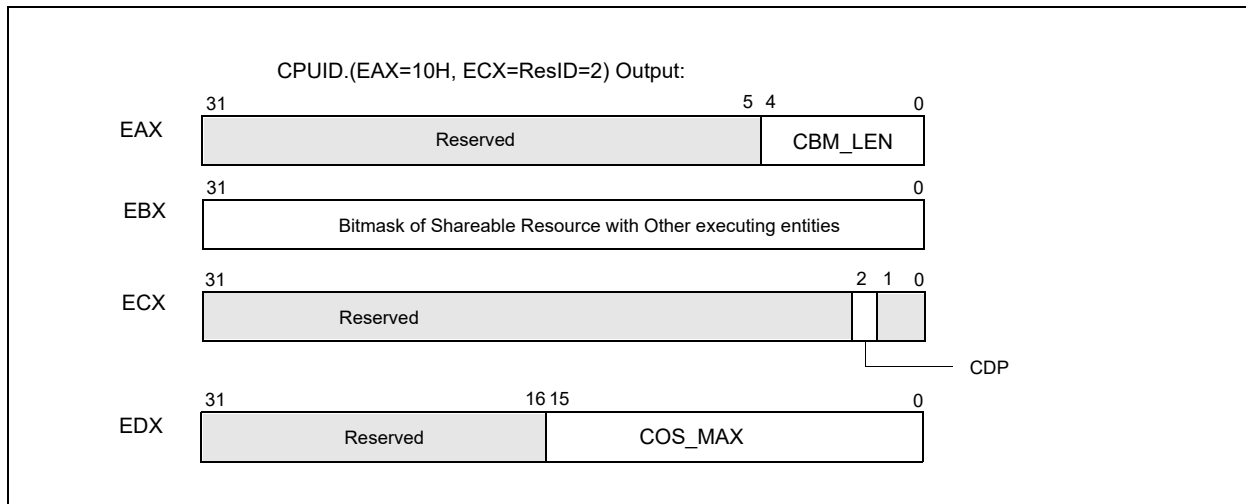 CPUID.(EAX=10H, ECX=ResID=2) Output:
31 5 4 0
EAX Reserved CBM_LEN
31 0
EBX Bitmask of Shareable Resource with Other executing entities
31 2 1 0
ECX Reserved
CDP
31 16 15 0
EDX Reserved COS_MAX